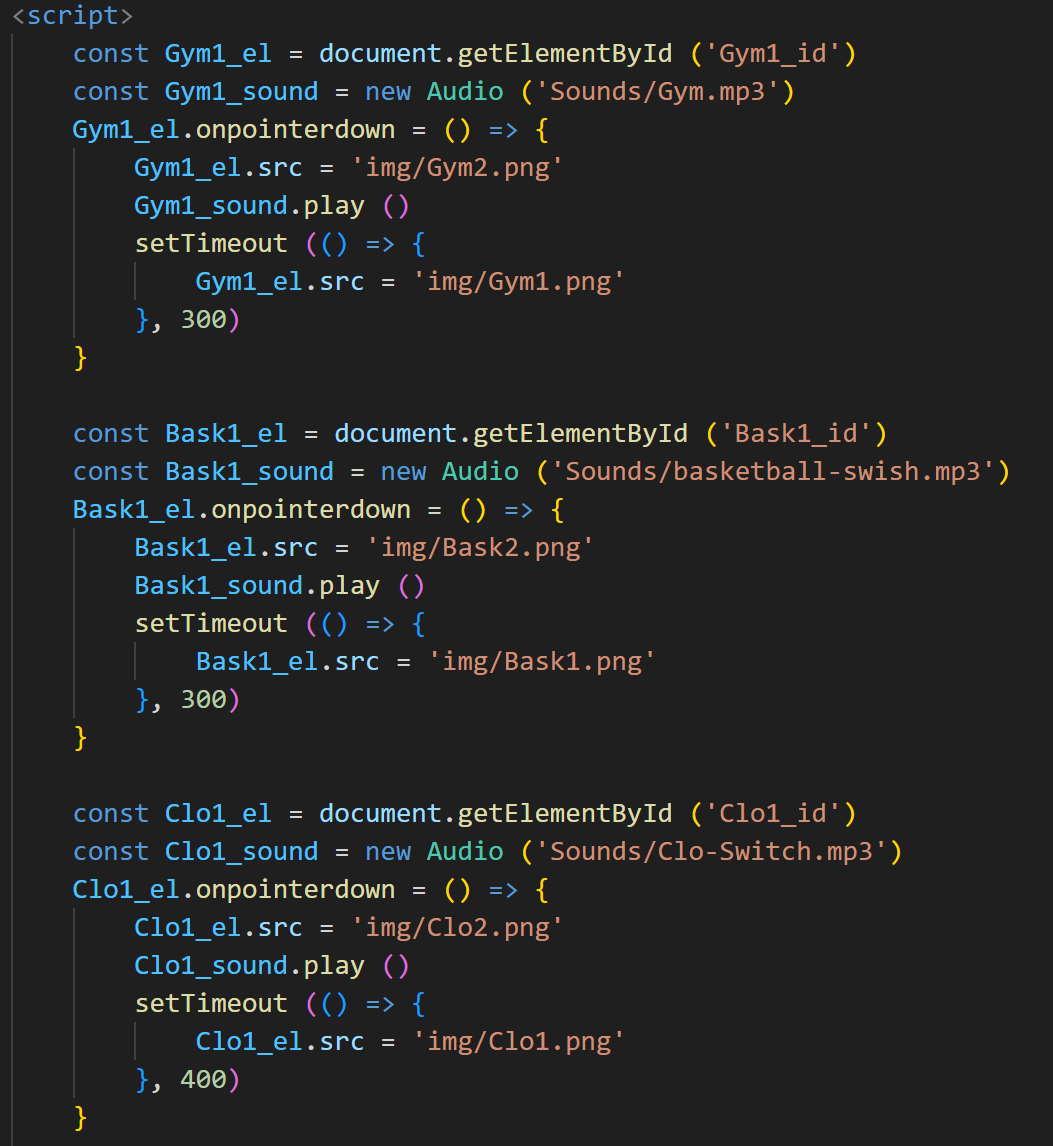 <script>
    const Gym1_el = document.getElementById ('Gym1_id')
    const Gym1_sound = new Audio ('Sounds/Gym.mp3')
    Gym1_el.onpointerdown = () => {
        Gym1_el.src = 'img/Gym2.png'
        Gym1_sound.play ()
        setTimeout (() => {
            Gym1_el.src = 'img/Gym1.png'
        }, 300)
    }

    const Bask1_el = document.getElementById ('Bask1_id')
    const Bask1_sound = new Audio ('Sounds/basketball-swish.mp3')
    Bask1_el.onpointerdown = () => {
        Bask1_el.src = 'img/Bask2.png'
        Bask1_sound.play ()
        setTimeout (() => {
            Bask1_el.src = 'img/Bask1.png'
        }, 300)
    }

    const Clo1_el = document.getElementById ('Clo1_id')
    const Clo1_sound = new Audio ('Sounds/Clo-Switch.mp3')
    Clo1_el.onpointerdown = () => {
        Clo1_el.src = 'img/Clo2.png'
        Clo1_sound.play ()
        setTimeout (() => {
            Clo1_el.src = 'img/Clo1.png'
        }, 400)
    }